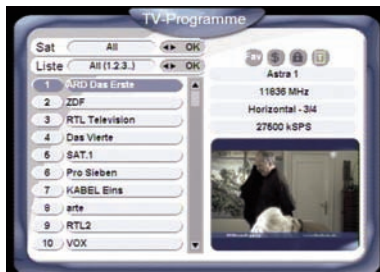 TV-Programme
Sat All OK
Liste All (1.2.3..) OK
1 ARD Das Erste
2 ZDF
3 RTL Television
4 Das Vierte
5 SAT.1
6 Pro Sieben
7 KABEL Eins
8 arte
9 RTL2
10 VOX
Fav $
Astra 1
11836 MHz
Horizontal - 3/4
27500 kSPS